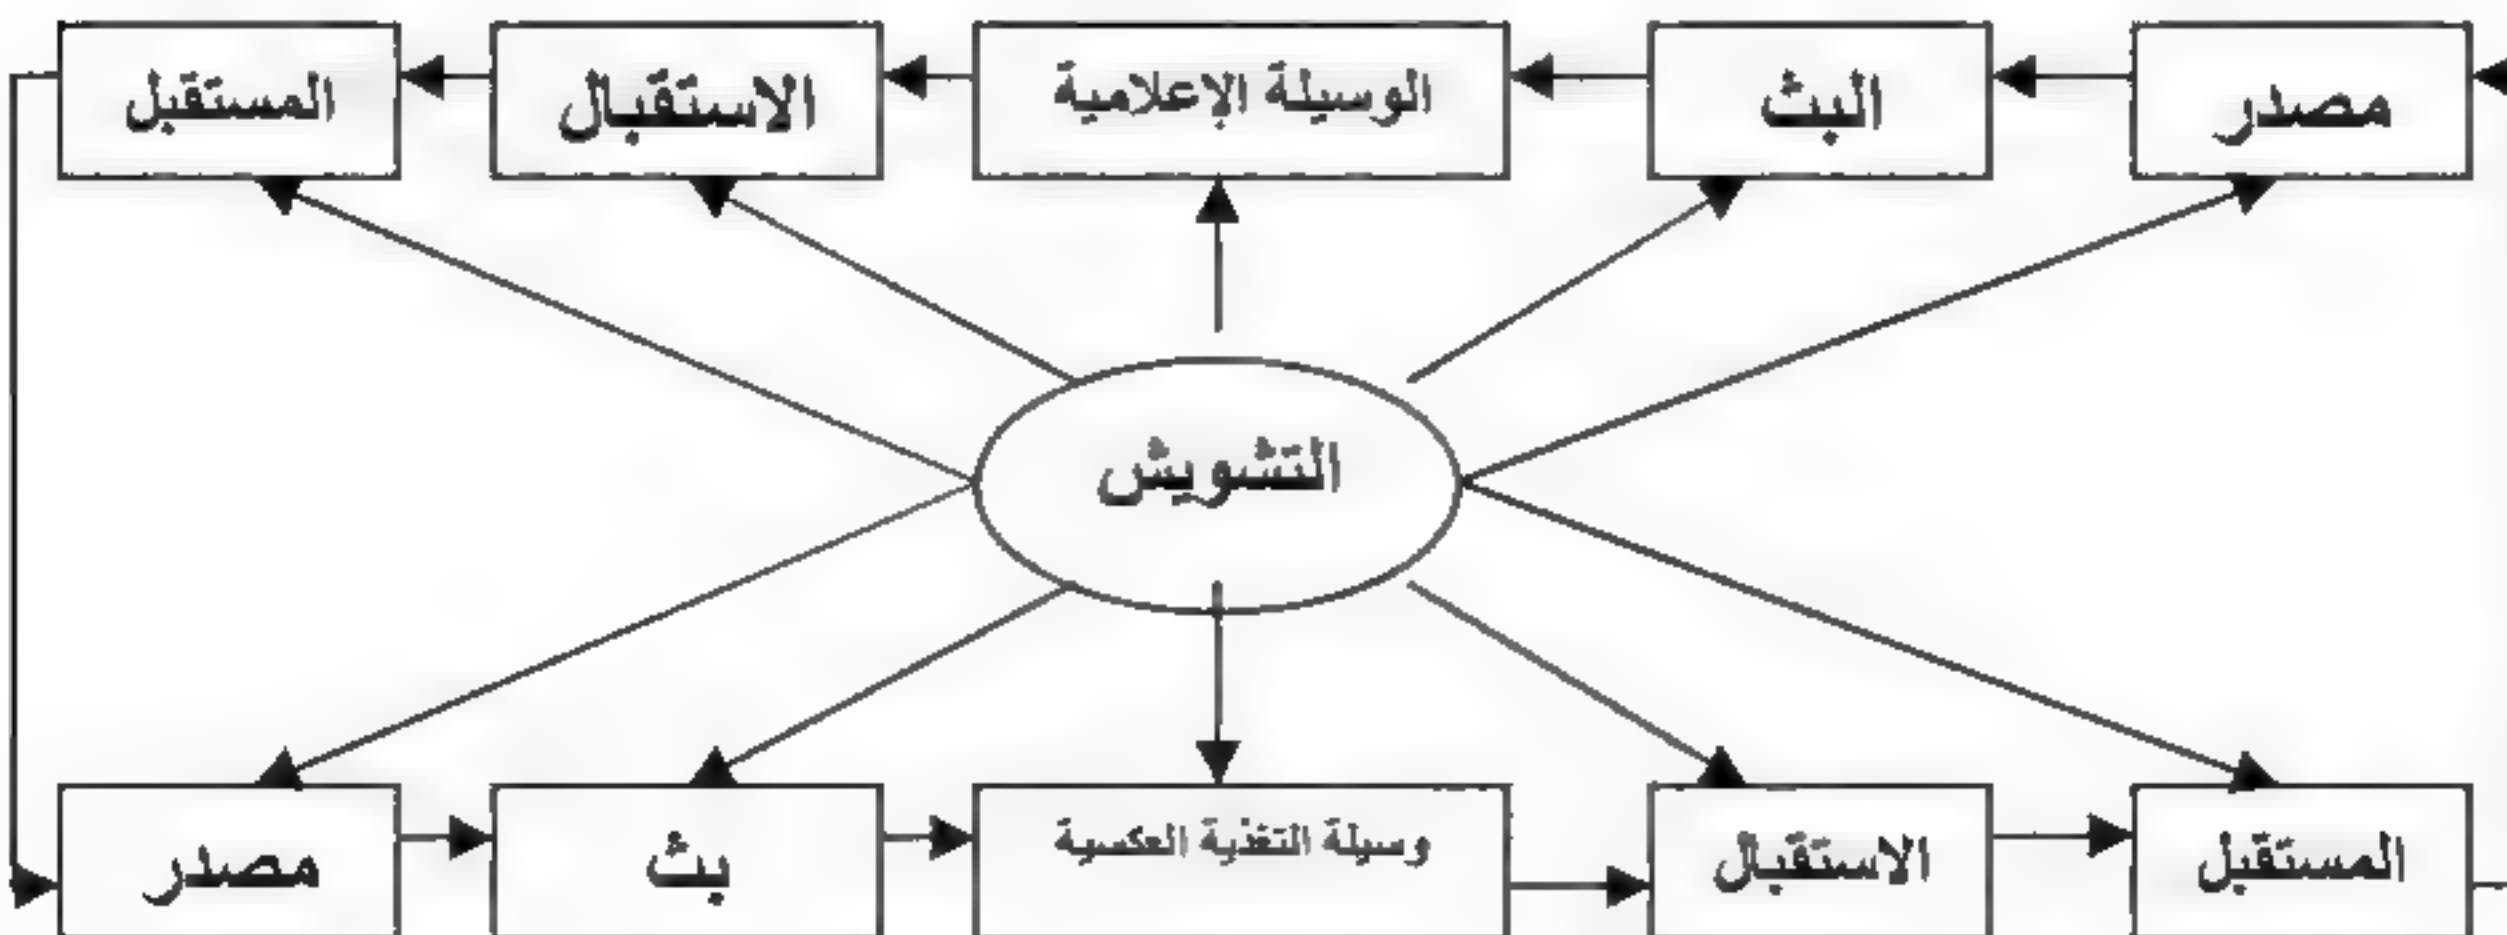 مصدر
البث
الوسيلة الإعلامية
الاستقبال
المستقبل
التشويش
المستقبل
الاستقبال
وسيلة التغذية العكسية
بث
مصدر